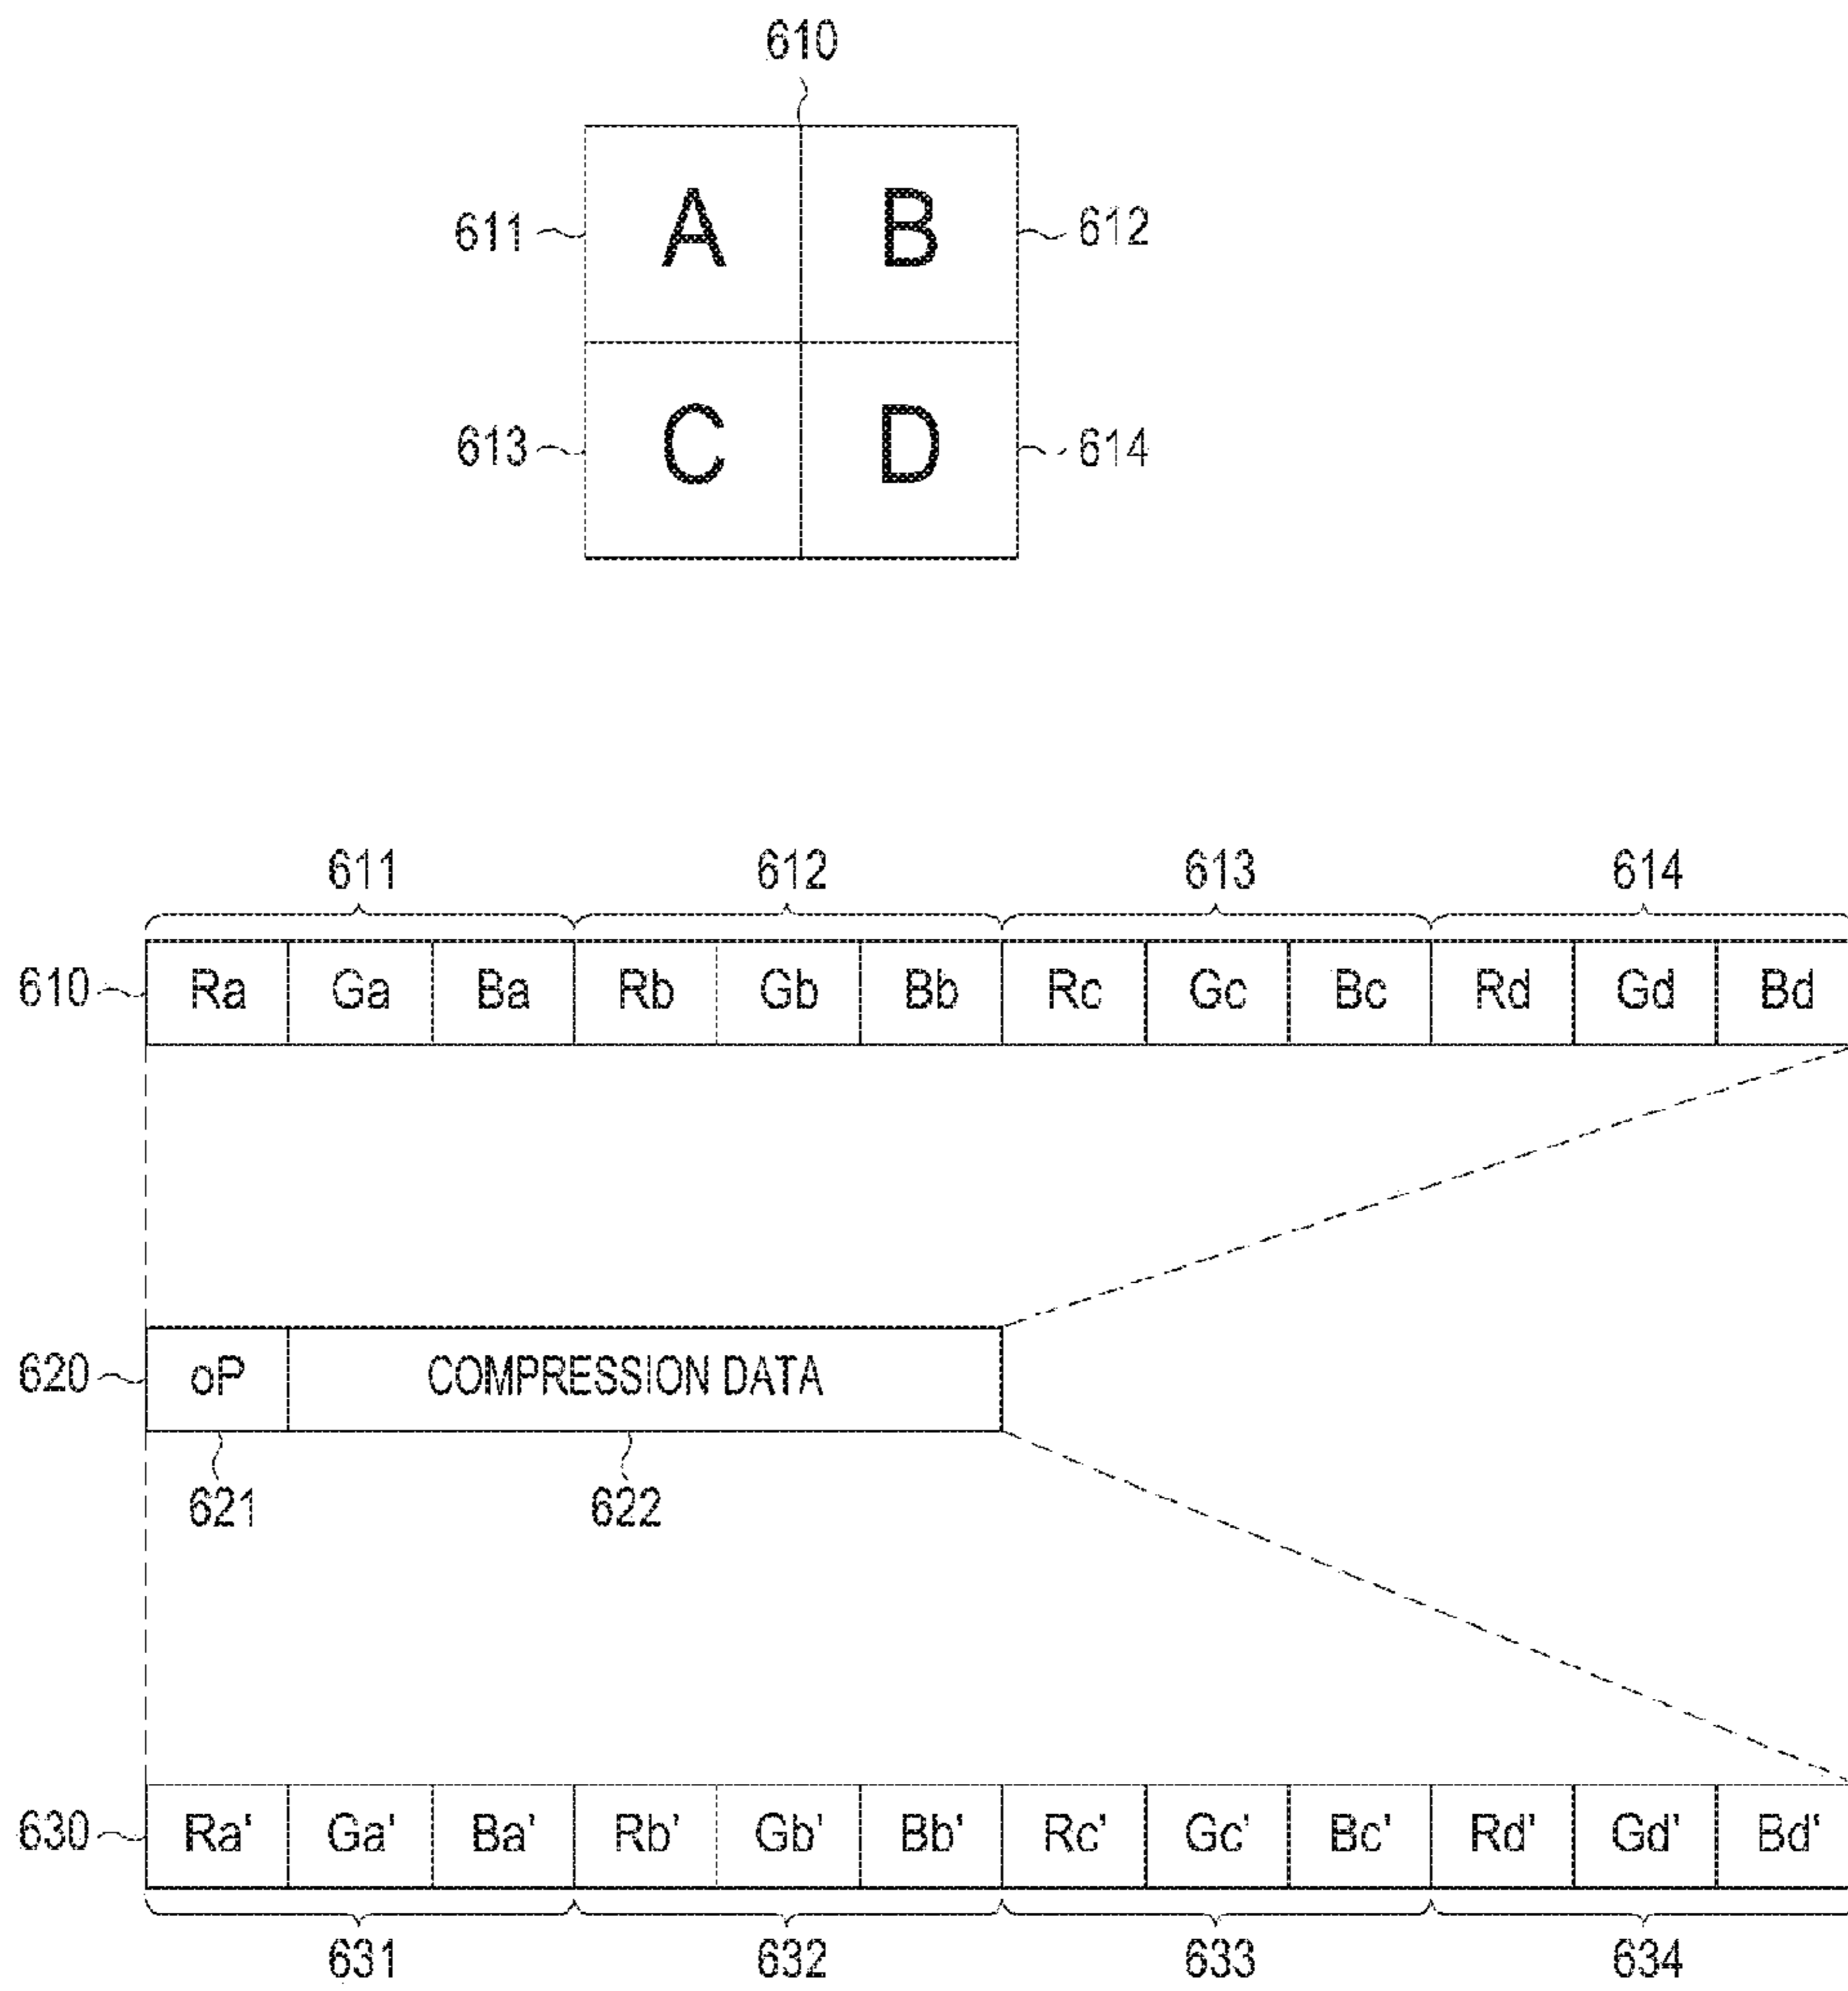 610
611 A B 612
613 C D 614
611 612 613 614
610 Ra Ga Ba Rb Gb Bb Rc Gc Bc Rd Gd Bd
620 oP COMPRESSION DATA
621 622
630 Ra' Ga' Ba' Rb' Gb' Bb' Rc' Gc' Bc' Rd' Gd' Bd'
631 632 633 634